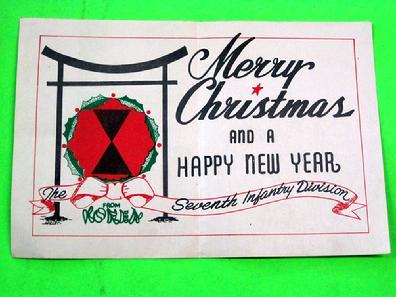 Merry
Christmas
AND A
HAPPY NEW YEAR
The Seventh Infantry Division
FROM
KOREA